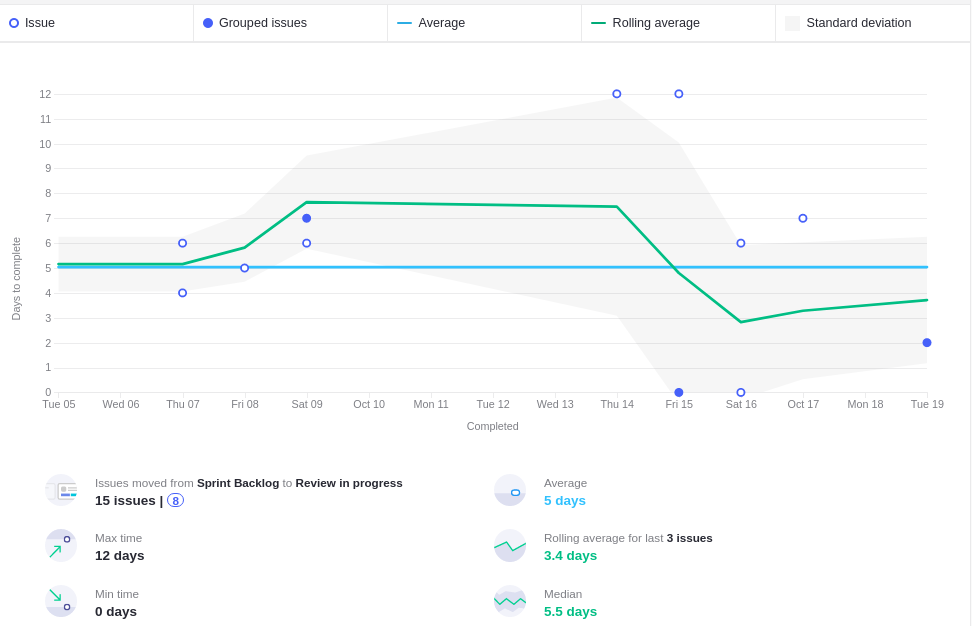 Issue
Grouped issues
Average
Rolling average
Standard deviation
12
11
10
9
8
7
6
5
4
3
2
1
0
Days to complete
Tue 05 Wed 06 Thu 07 Fri 08 Sat 09 Oct 10 Mon 11 Tue 12 Wed 13 Thu 14 Fri 15 Sat 16 Oct 17 Mon 18 Tue 19
Completed
Issues moved from Sprint Backlog to Review in progress
15 issues | 8
Average
5 days
Max time
12 days
Rolling average for last 3 issues
3.4 days
Min time
0 days
Median
5.5 days